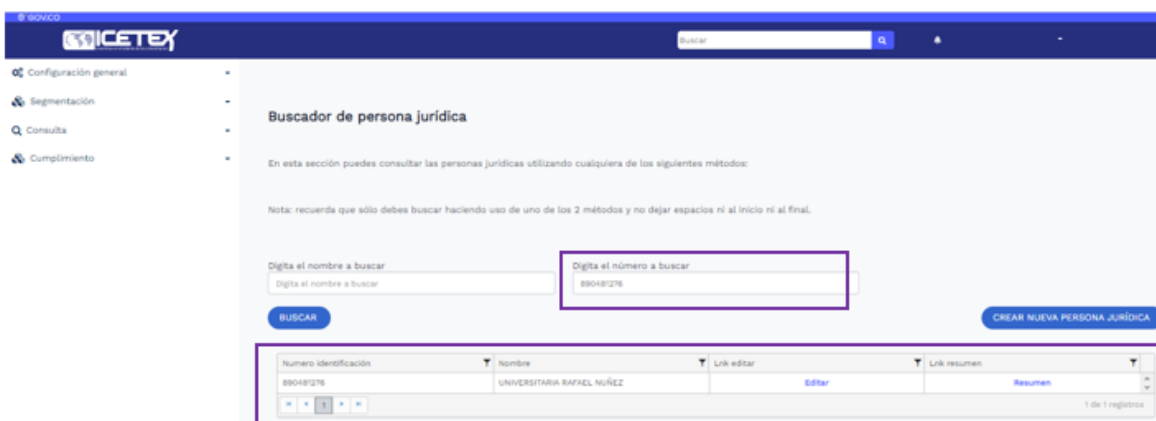 GOV.CO
ICETEX
Buscar
Configuración general
Segmentación
Consulta
Cumplimiento
Buscador de persona jurídica
En esta sección puedes consultar las personas jurídicas utilizando cualquiera de los siguientes métodos:
Nota: recuerda que sólo debes buscar haciendo uso de uno de los 2 métodos y no dejar espacios ni al inicio ni al final.
Digita el nombre a buscar Digita el número a buscar
Digita el nombre a buscar 890481276
BUSCAR CREAR NUEVA PERSONA JURÍDICA
Numero identificación Nombre Lnk editar Lnk resumen
890481276 UNIVERSITARIA RAFAEL NUÑEZ Editar Resumen
1 1 de 1 registros